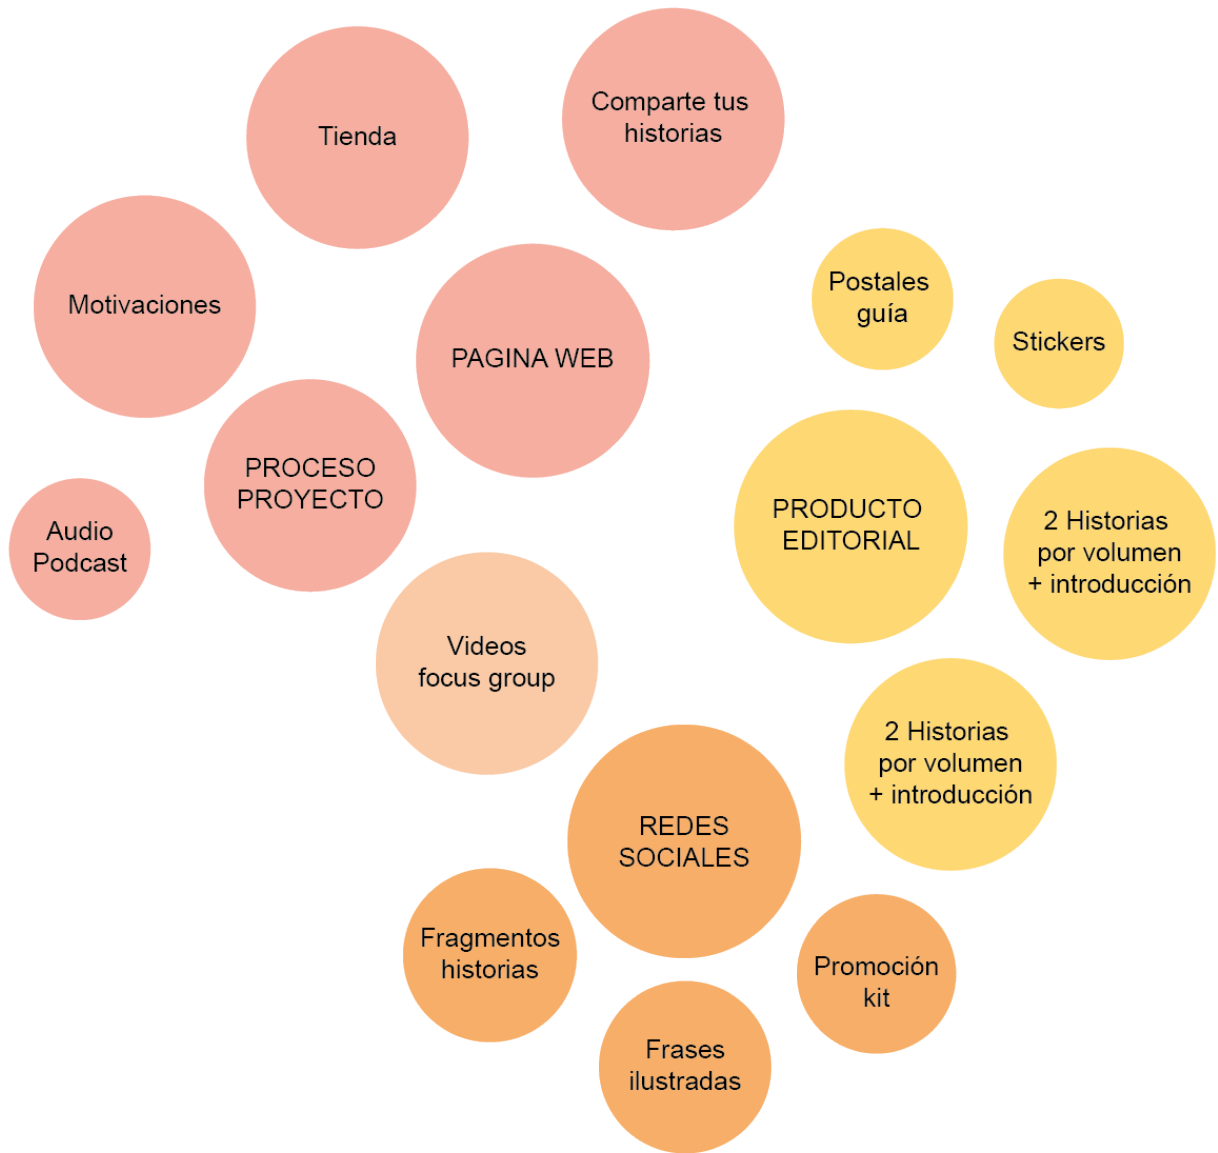 Tienda
Comparte tus
historias
Motivaciones
PAGINA WEB
PROCESO
PROYECTO
Audio
Podcast
Postales
guía
Stickers
PRODUCTO
EDITORIAL
2 Historias
por volumen
+ introducción
2 Historias
por volumen
+ introducción
Videos
focus group
REDES
SOCIALES
Fragmentos
historias
Frases
ilustradas
Promoción
kit